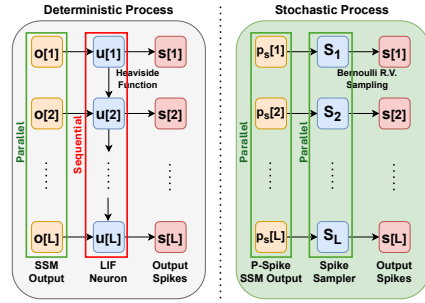 Deterministic Process
o[1]
u[1]
s[1]
Heaviside
Function
o[2]
u[2]
s[2]
Parallel
Sequential
o[L]
u[L]
s[L]
SSM
Output
LIF
Neuron
Output
Spikes
Stochastic Process
ps[1]
S1
s[1]
Bernoulli R.V.
Sampling
ps[2]
S2
s[2]
Parallel
Parallel
ps[L]
SL
s[L]
P-Spike
SSM Output
Spike
Sampler
Output
Spikes